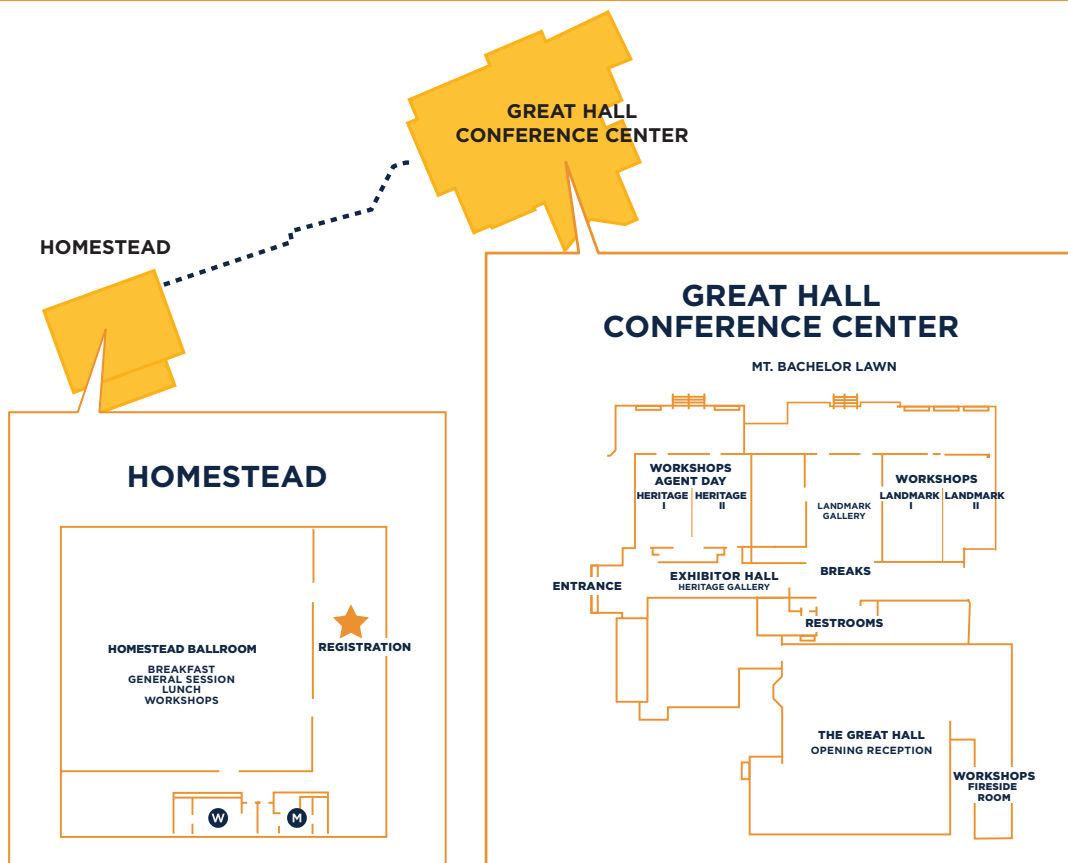 GREAT HALL
CONFERENCE CENTER
HOMESTEAD
GREAT HALL
CONFERENCE CENTER
MT. BACHELOR LAWN
HOMESTEAD
WORKSHOPS
AGENT DAY
HERITAGE
I
HERITAGE
II
LANDMARK
GALLERY
WORKSHOPS
LANDMARK
I
LANDMARK
II
ENTRANCE
EXHIBITOR HALL
HERITAGE GALLERY
BREAKS
RESTROOMS
HOMESTEAD BALLROOM
BREAKFAST
GENERAL SESSION
LUNCH
WORKSHOPS
REGISTRATION
W
M
THE GREAT HALL
OPENING RECEPTION
WORKSHOPS
FIRESIDE
ROOM